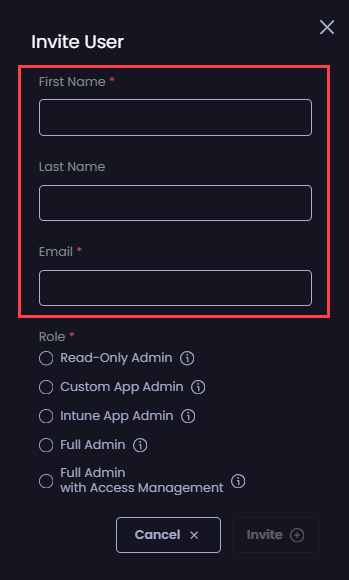 Invite User
First Name *
Last Name
Email *
Role *
Read-Only Admin
Custom App Admin
Intune App Admin
Full Admin
Full Admin
with Access Management
Cancel
Invite